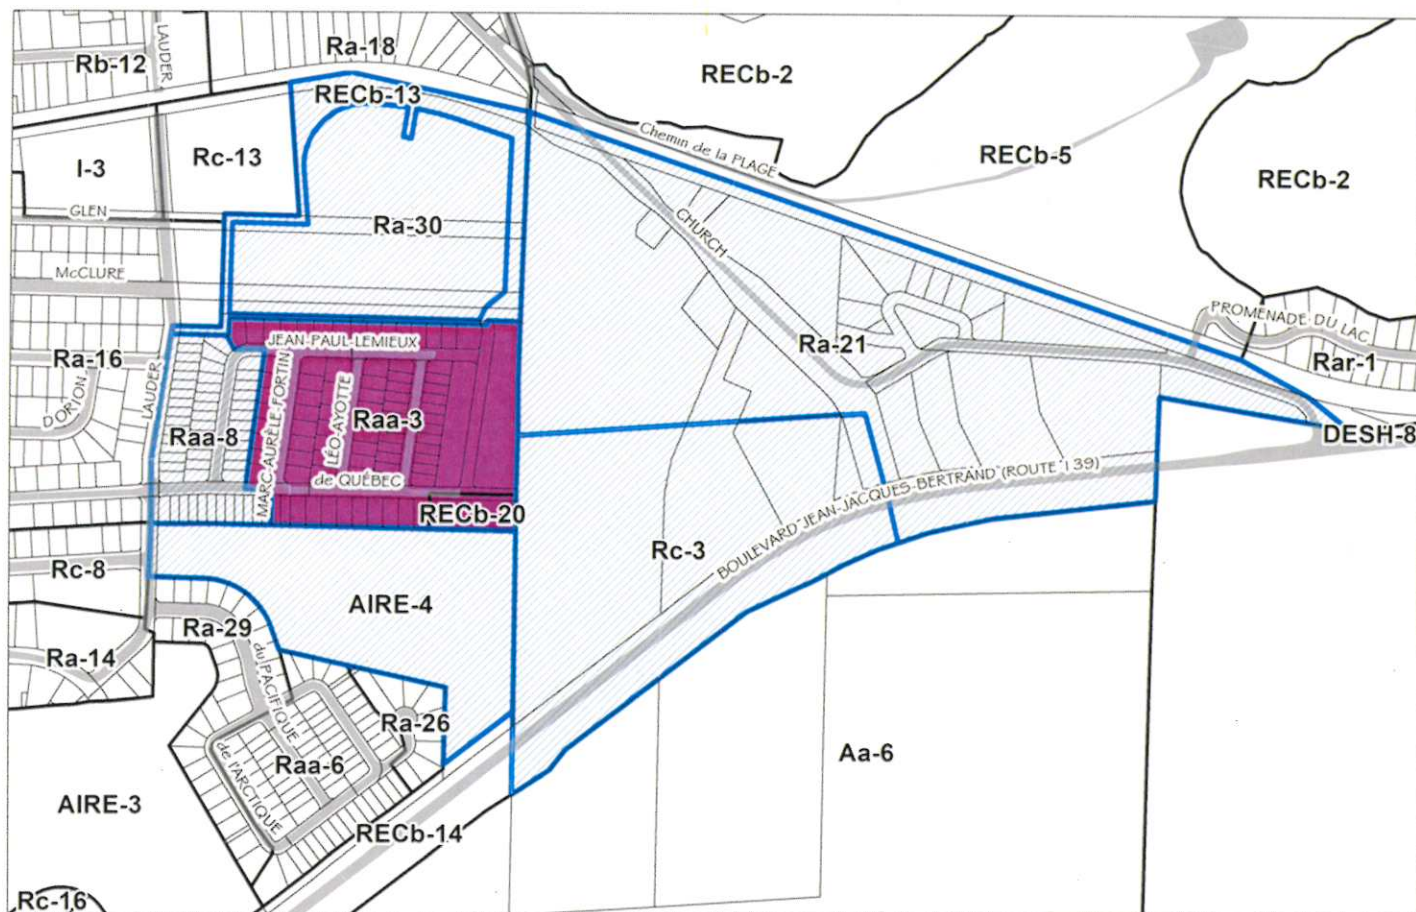 LAUDER
Ra-18
Rb-12
RECb-2
RECb-13
Chemin de la PLAGE
RECb-5
Rc-13
I-3
RECb-2
GLEN
Ra-30
CHURCH
McCLURE
PROMENADE DU LAC
JEAN-PAUL-LEMIEUX
Ra-21
Ra-16
Rar-1
LAUDER
D'ORION
MARC-AURÈLE-FORTIN
LÉO-AYOTTE
Raa-3
Raa-8
DESH-8
de QUÉBEC
BOULEVARD JEAN-JACQUES-BERTRAND (ROUTE 139)
RECb-20
Rc-3
Rc-8
AIRE-4
Ra-29
Ra-14
du PACIFIQUE
Ra-26
Raa-6
de l'ARCTIQUE
Aa-6
AIRE-3
RECb-14
Rc-16